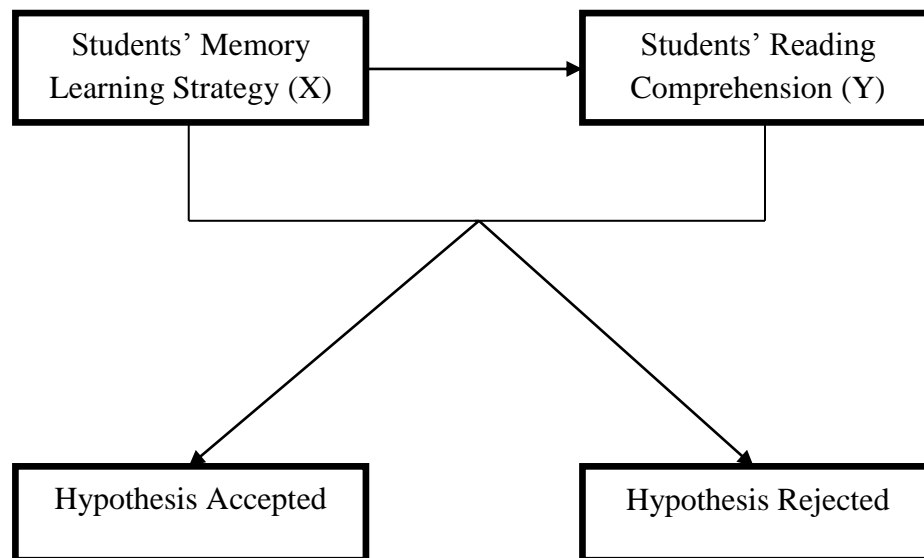 Students’ Memory
Learning Strategy (X)
Students’ Reading
Comprehension (Y)
Hypothesis Accepted
Hypothesis Rejected